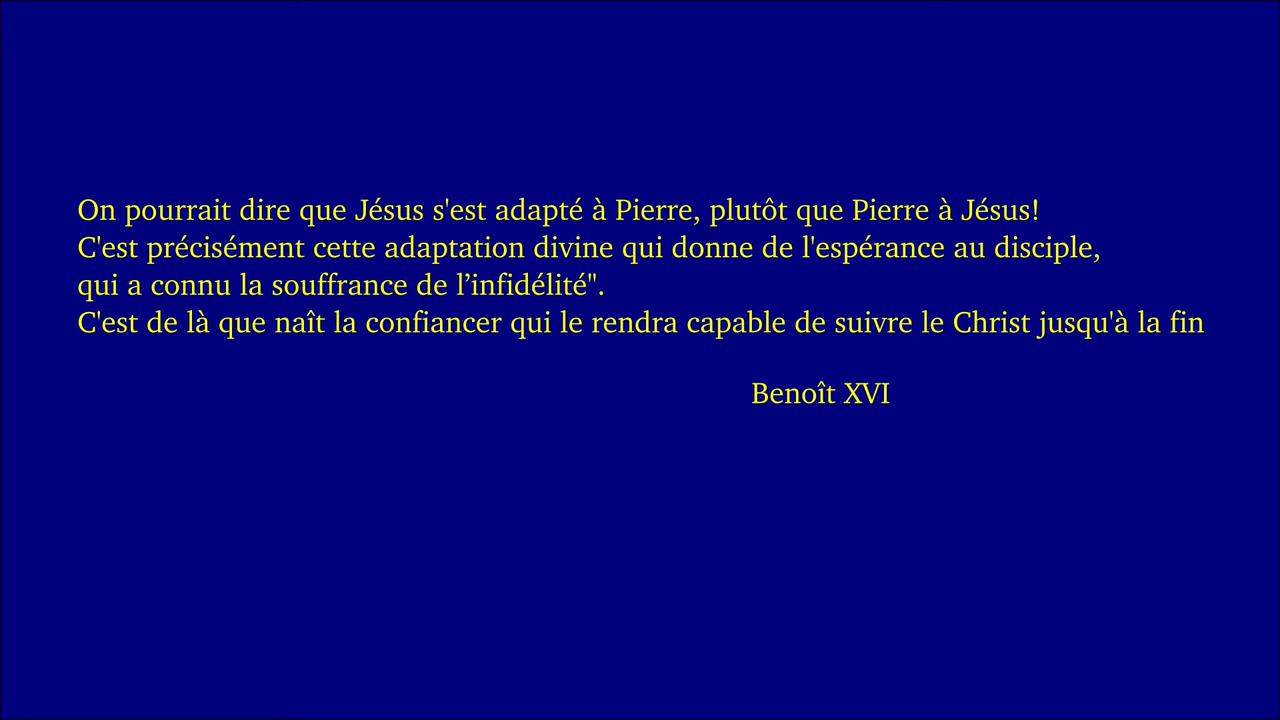 On pourrait dire que Jésus s'est adapté à Pierre, plutôt que Pierre à Jésus!
C'est précisément cette adaptation divine qui donne de l'espérance au disciple,
qui a connu la souffrance de l’infidélité".
C'est de là que naît la confiancer qui le rendra capable de suivre le Christ jusqu'à la fin
Benoît XVI